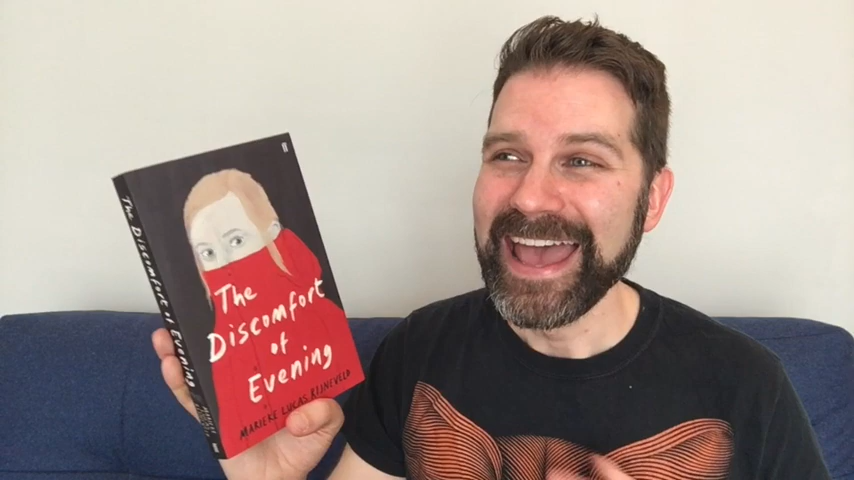 The
Discomfort
of
Evening
MARIEKE LUCAS RIJNEVELD
The Discomfort of Evening
ff